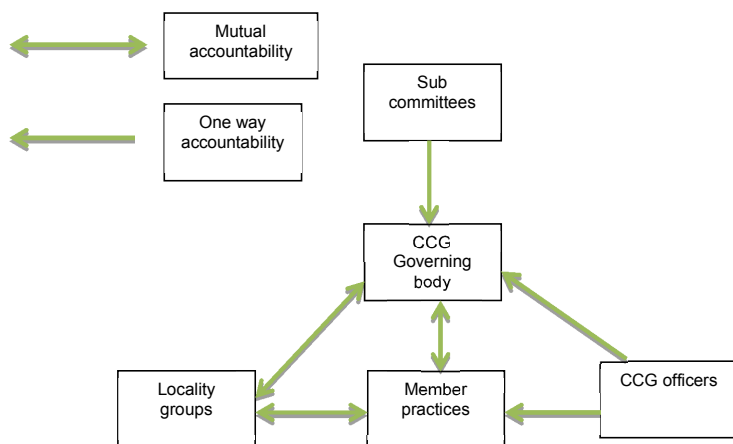 Mutual
accountability
One way
accountability
Sub
committees
CCG
Governing
body
Locality
groups
Member
practices
CCG officers